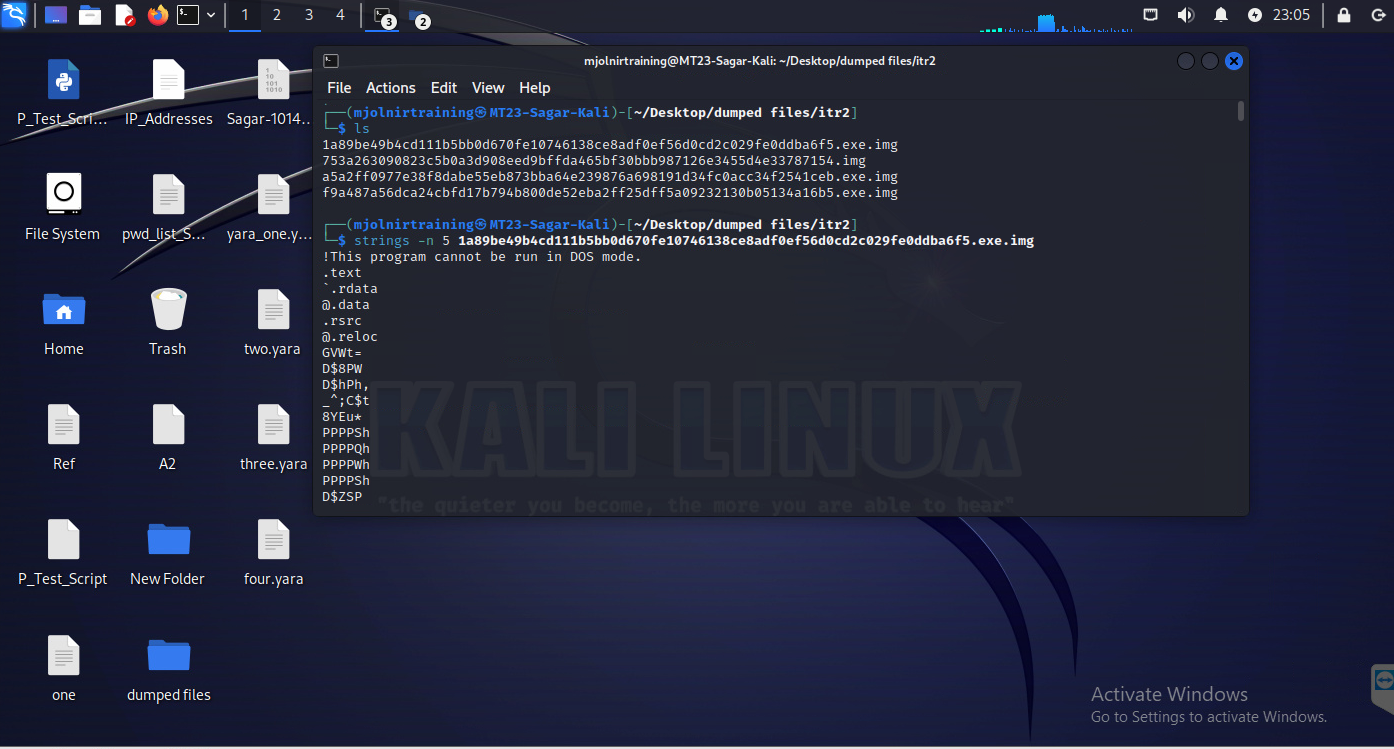 1
2
3
4
3
2
23:05
P_Test_Scri...
IP_Addresses
Sagar-1014...
File System
pwd_list_S...
yara_one.y...
Home
Trash
two.yara
Ref
A2
three.yara
P_Test_Script
New Folder
four.yara
one
dumped files
mjolnirtraining@MT23-Sagar-Kali: ~/Desktop/dumped files/itr2
File Actions Edit View Help
┌──(mjolnirtraining㉿MT23-Sagar-Kali)-[~/Desktop/dumped files/itr2]
└─$ ls
1a89be49b4cd111b5bb0d670fe10746138ce8adf0ef56d0cd2c029fe0ddba6f5.exe.img
753a263090823c5b0a3d908eed9bffda465bf30bbb987126e3455d4e33787154.img
a5a2ff0977e38f8dabe55eb873bba64e239876a698191d34fc0acc34f2541ceb.exe.img
f9a487a56dca24cbfd17b794b800de52eba2ff25dff5a09232130b05134a16b5.exe.img
┌──(mjolnirtraining㉿MT23-Sagar-Kali)-[~/Desktop/dumped files/itr2]
└─$ strings -n 5 1a89be49b4cd111b5bb0d670fe10746138ce8adf0ef56d0cd2c029fe0ddba6f5.exe.img
!This program cannot be run in DOS mode.
.text
`.rdata
@.data
.rsrc
@.reloc
GVWt=
D$8PW
D$hPh,
_^;C$t
8YEu*
PPPPSh
PPPPQh
PPPPWh
PPPPSh
D$ZSP
KALI LINUX
"the quieter you become, the more you are able to hear"
Activate Windows
Go to Settings to activate Windows.